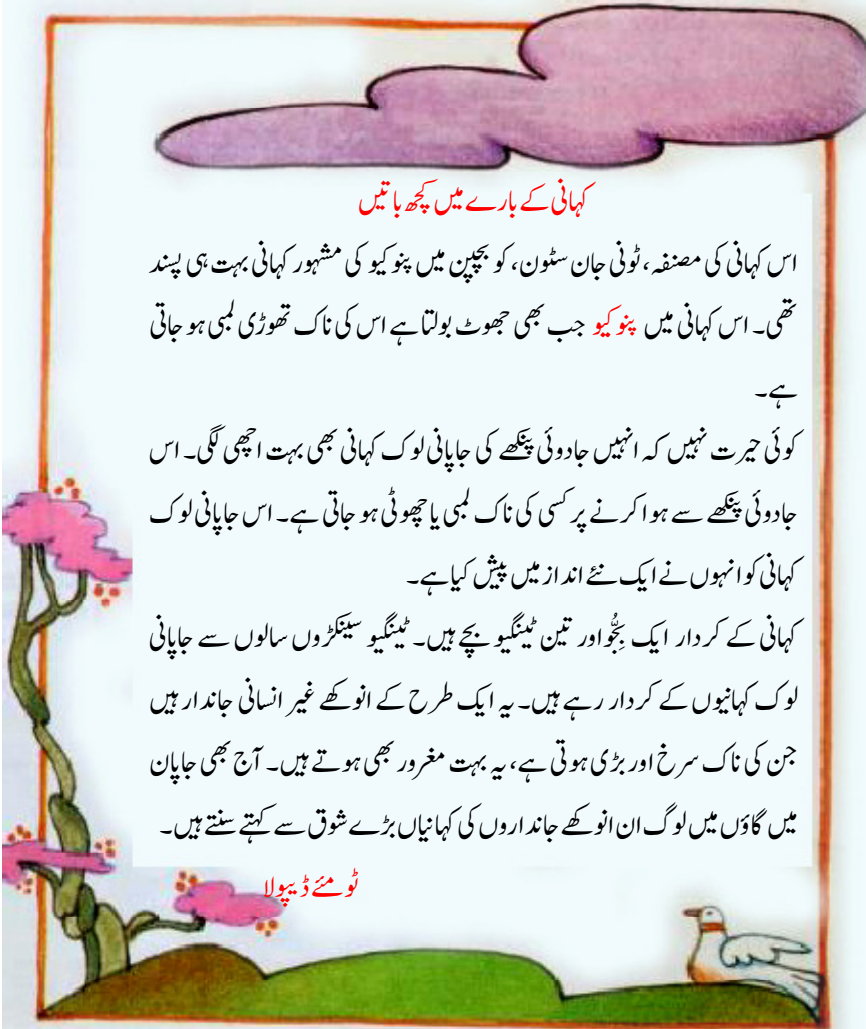 کہانی کے بارے میں کچھ باتیں
اس کہانی کی مصنفہ، ٹونی جان سٹون، کو بچپن میں پنوکیو کی مشہور کہانی بہت ہی پسند
تھی۔ اس کہانی میں پنوکیو جب بھی جھوٹ بولتا ہے اس کی ناک تھوڑی لمبی ہو جاتی
ہے۔
کوئی حیرت نہیں کہ انہیں جادوئی پنکھے کی جاپانی لوک کہانی بھی بہت اچھی لگی۔ اس
جادوئی پنکھے سے ہوا کرنے پر کسی کی ناک لمبی یا چھوٹی ہو جاتی ہے۔ اس جاپانی لوک
کہانی کو انہوں نے ایک نئے انداز میں پیش کیا ہے۔
کہانی کے کردار ایک بِجُّو اور تین ٹینگیو بچے ہیں۔ ٹینگیو سینکڑوں سالوں سے جاپانی
لوک کہانیوں کے کردار رہے ہیں۔ یہ ایک طرح کے انوکھے غیر انسانی جاندار ہیں
جن کی ناک سرخ اور بڑی ہوتی ہے، یہ بہت مغرور بھی ہوتے ہیں۔ آج بھی جاپان
میں گاؤں میں لوگ ان انوکھے جانداروں کی کہانیاں بڑے شوق سے کہتے سنتے ہیں۔
ٹومئے ڈیپولا